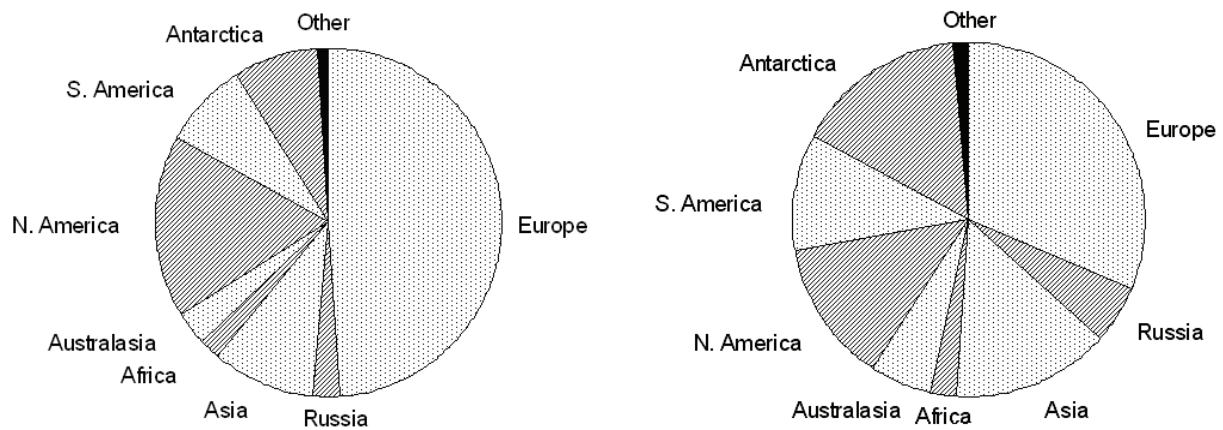 Other
Antarctica
S. America
N. America
Australasia
Africa
Asia
Russia
Europe
Other
Antarctica
S. America
N. America
Australasia
Africa
Asia
Russia
Europe